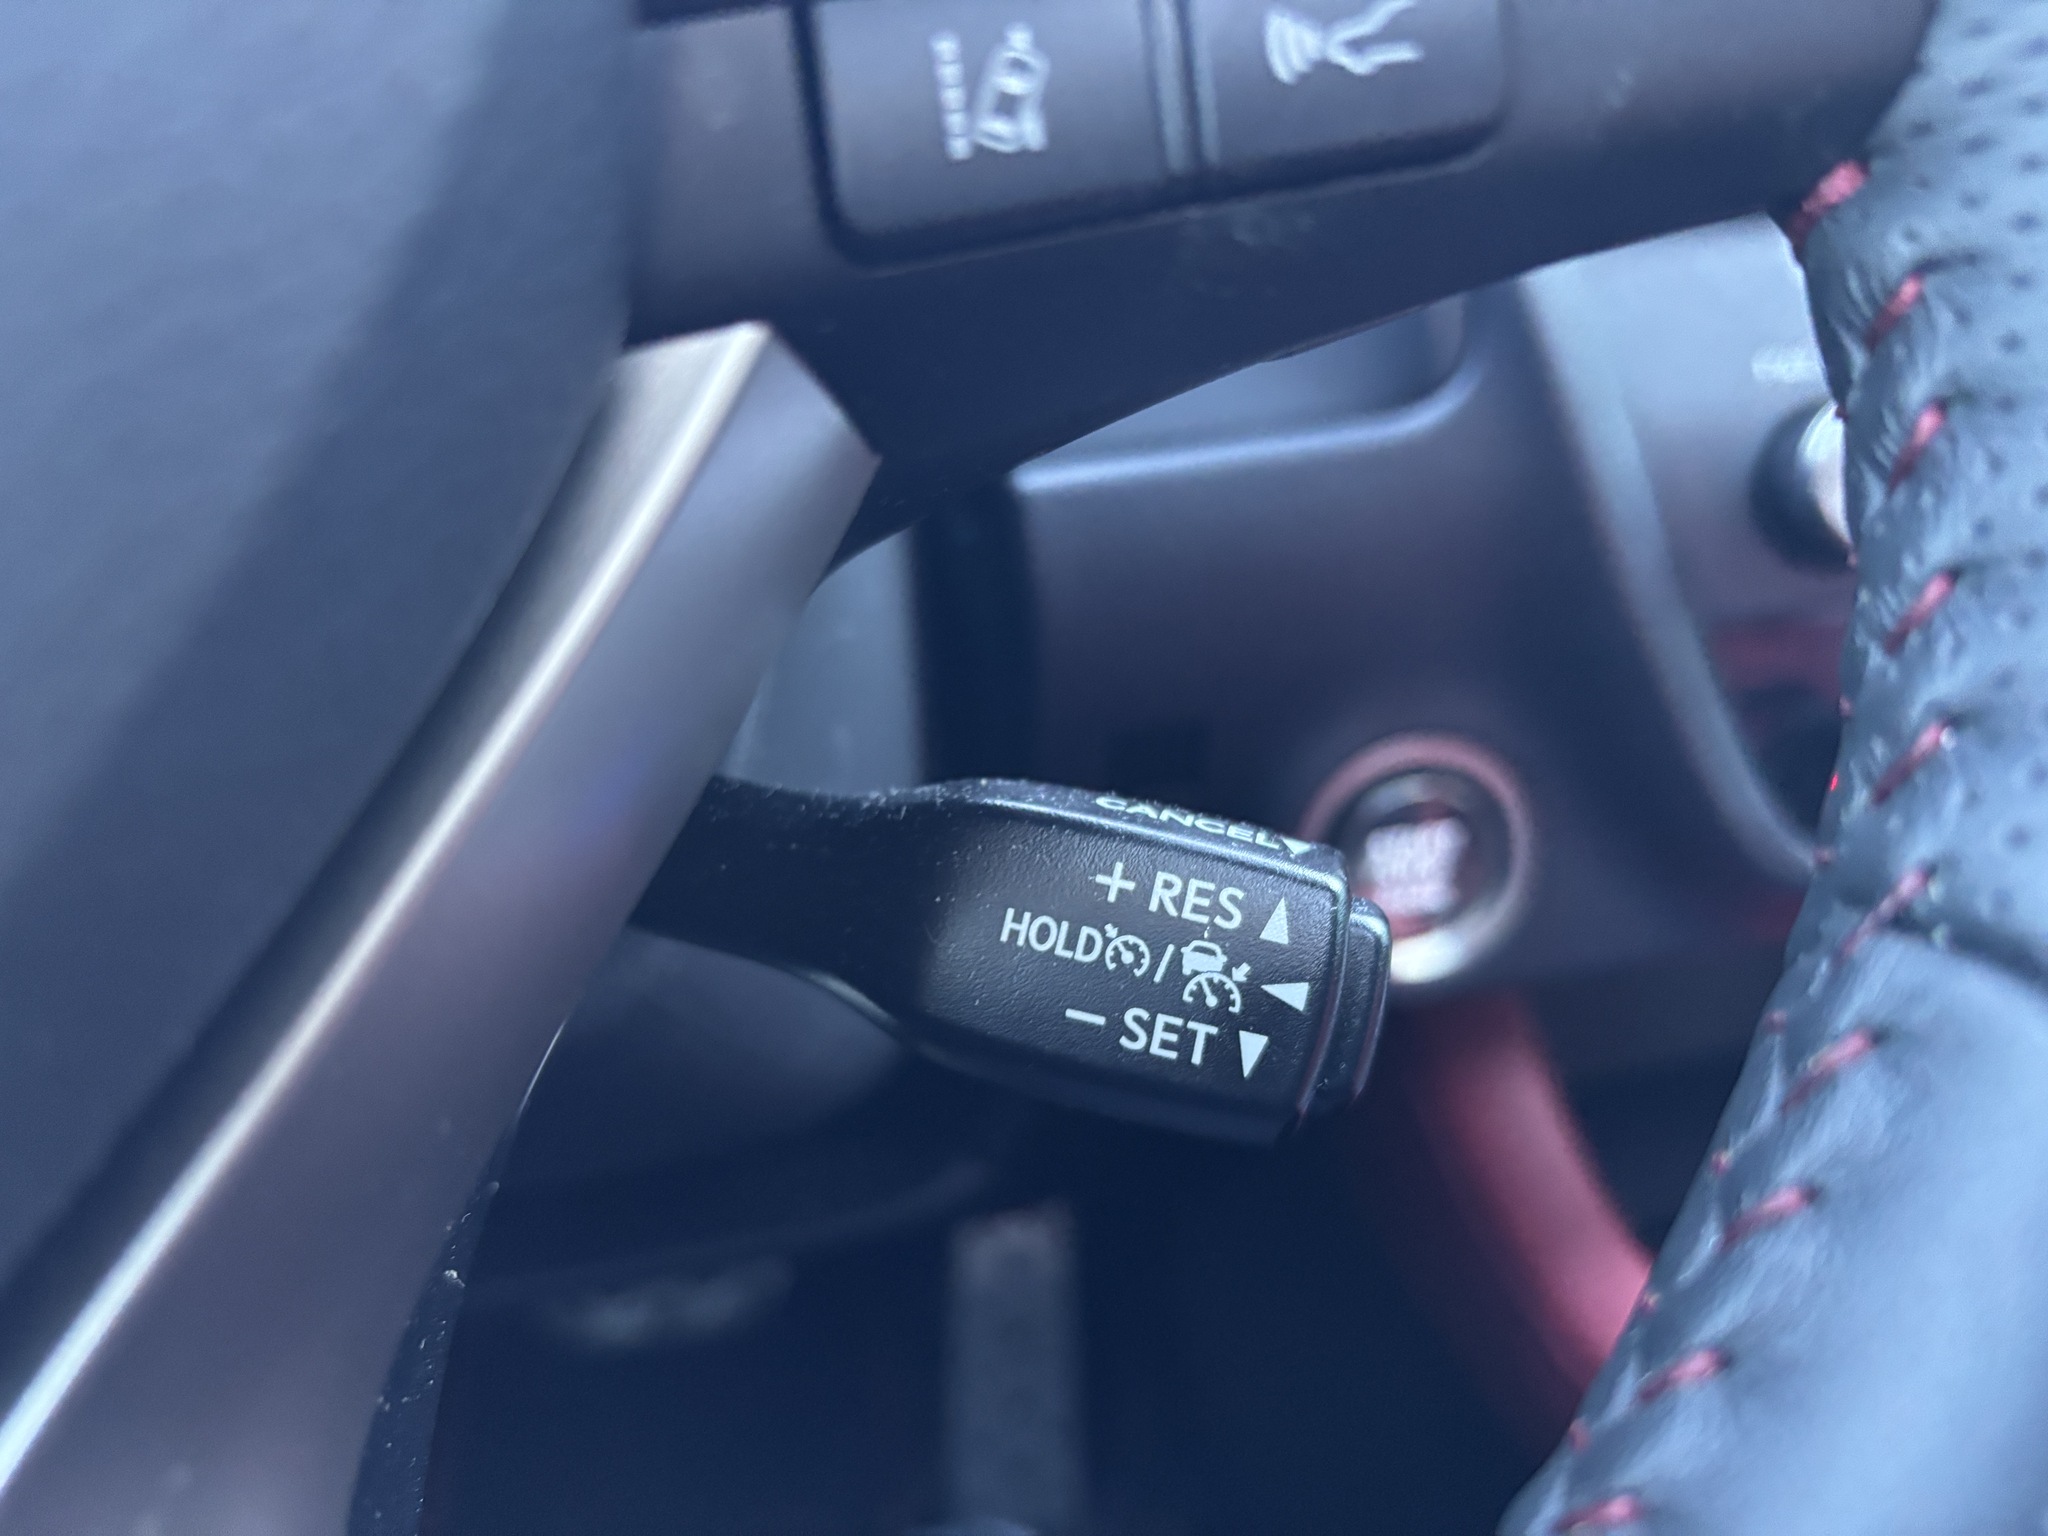 CANCEL
+ RES
HOLD /
− SET